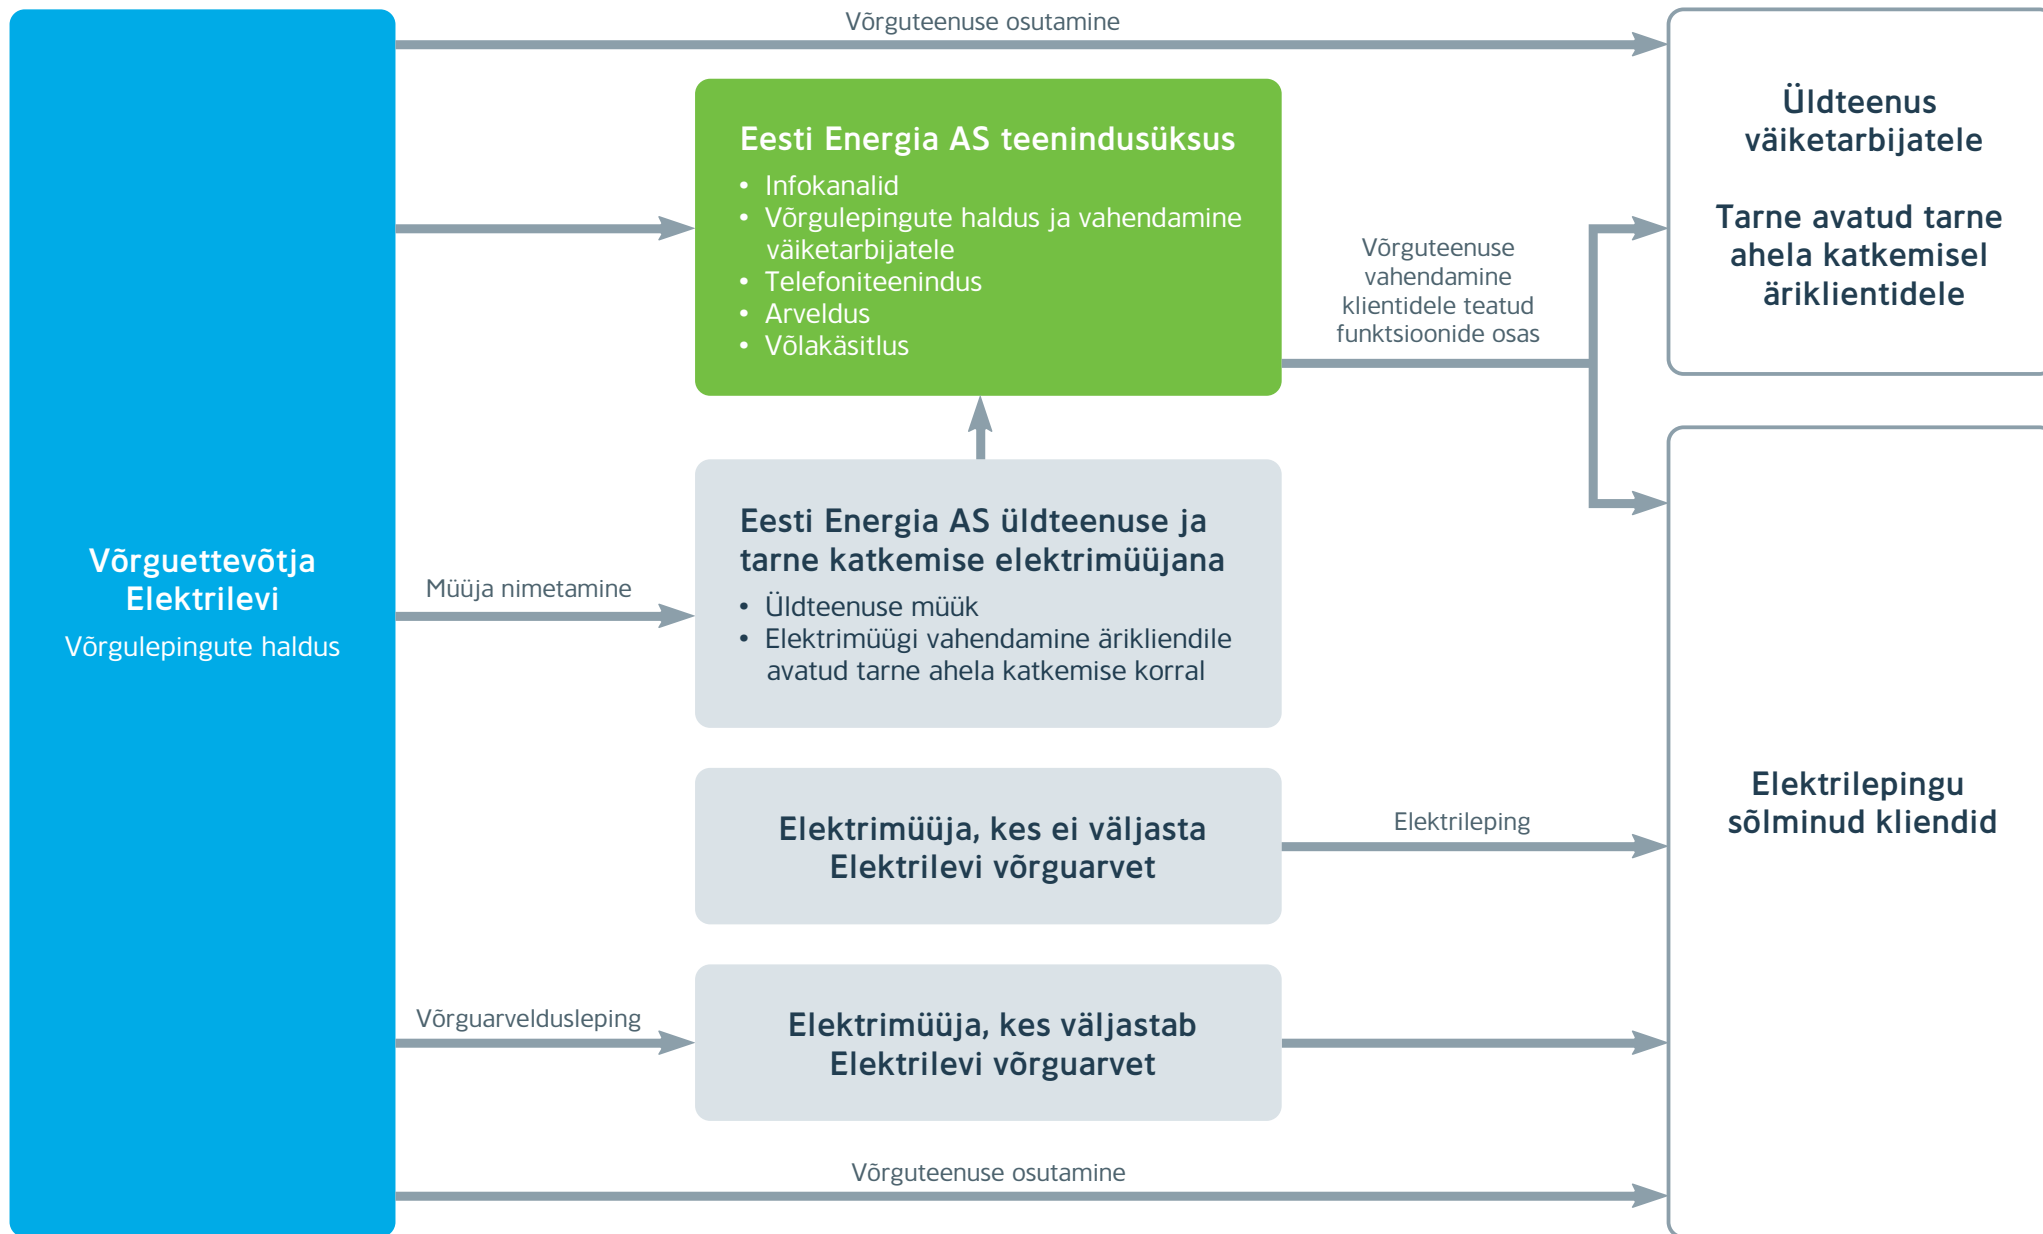 Võrguteenuse osutamine
Võrguettevõtja
Elektrilevi
Võrgulepingute haldus
Eesti Energia AS teenindusüksus
• Infokanalid
• Võrgulepingute haldus ja vahendamine
väiketarbijatele
• Telefoniteenindus
• Arveldus
• Võlakäsitlus
Võrguteenuse
vahendamine
klientidele teatud
funktsioonide osas
Üldteenus
väiketarbijatele
Tarne avatud tarne
ahela katkemisel
äriklientidele
Müüja nimetamine
Eesti Energia AS üldteenuse ja
tarne katkemise elektrimüüjana
• Üldteenuse müük
• Elektrimüügi vahendamine ärikliendile
avatud tarne ahela katkemise korral
Elektrimüüja, kes ei väljasta
Elektrilevi võrguarvet
Elektrileping
Elektrilepingu
sõlminud kliendid
Võrguarveldusleping
Elektrimüüja, kes väljastab
Elektrilevi võrguarvet
Võrguteenuse osutamine